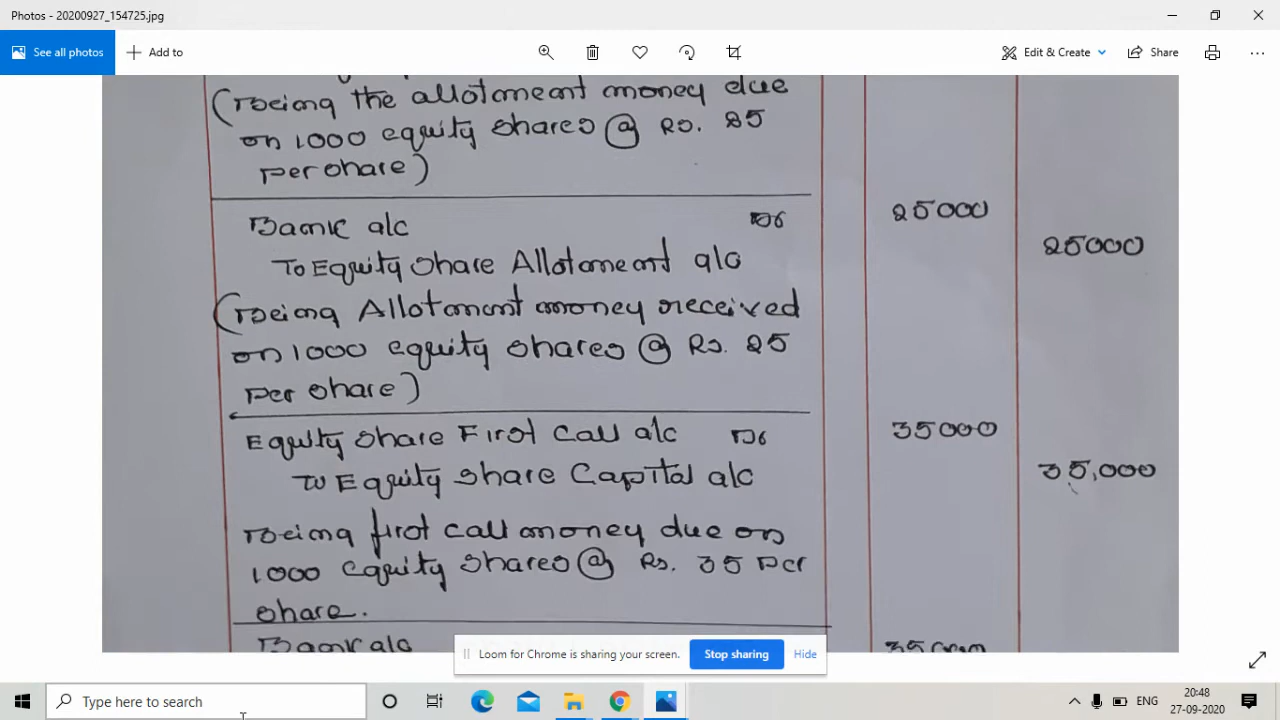 Photos - 20200927_154725.jpg
See all photos
Add to
Edit & Create
Share
(Being the allotment money due
on 1000 equity shares @ Rs. 25
per share)
Bank a/c Dr
25000
To Equity Share Allotment a/c
25000
(Being Allotment money received
on 1000 equity shares @ Rs. 25
per share)
Equity Share First Call a/c Dr
35000
To Equity Share Capital a/c
35,000
Being first call money due on
1000 equity shares @ Rs. 35 per
share.
Bank a/c
35000
Loom for Chrome is sharing your screen.
Stop sharing
Hide
Type here to search
ENG
20:48
27-09-2020